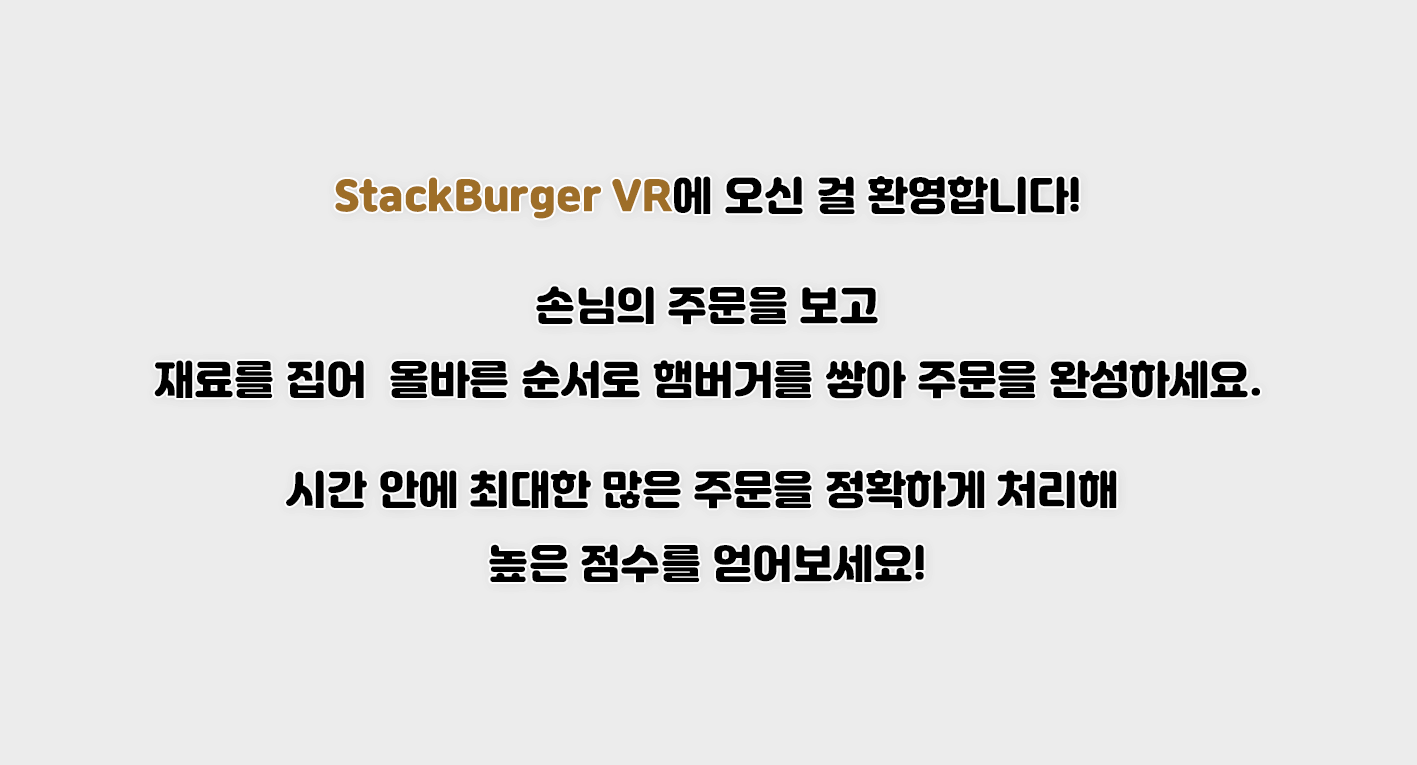 StackBurger VR에 오신 걸 환영합니다!
손님의 주문을 보고
재료를 집어  올바른 순서로 햄버거를 쌓아 주문을 완성하세요.
시간 안에 최대한 많은 주문을 정확하게 처리해
높은 점수를 얻어보세요!